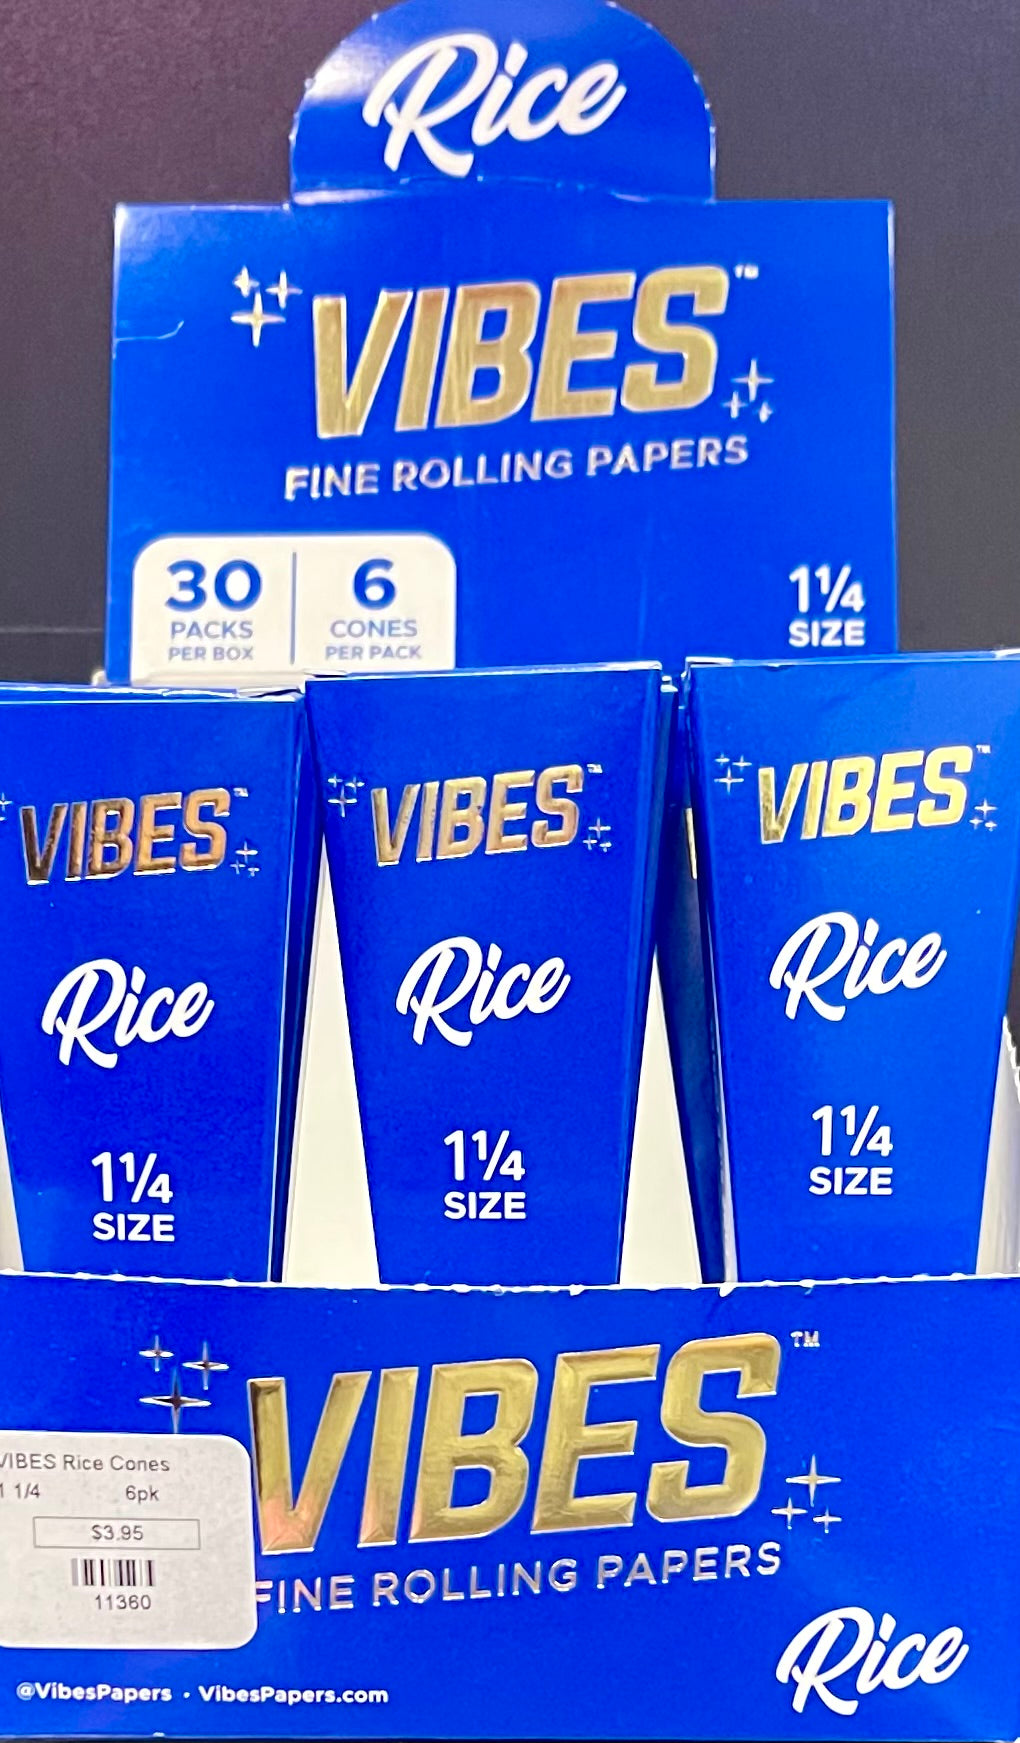 Rice
VIBES™
FINE ROLLING PAPERS
30 6
PACKS CONES
PER BOX PER PACK
1¼
SIZE
VIBES™
Rice
1¼
SIZE
VIBES™
Rice
1¼
SIZE
VIBES™
Rice
1¼
SIZE
VIBES™
FINE ROLLING PAPERS
Rice
VIBES Rice Cones
1 1/4 6pk
$3.95
11360
@VibesPapers • VibesPapers.com